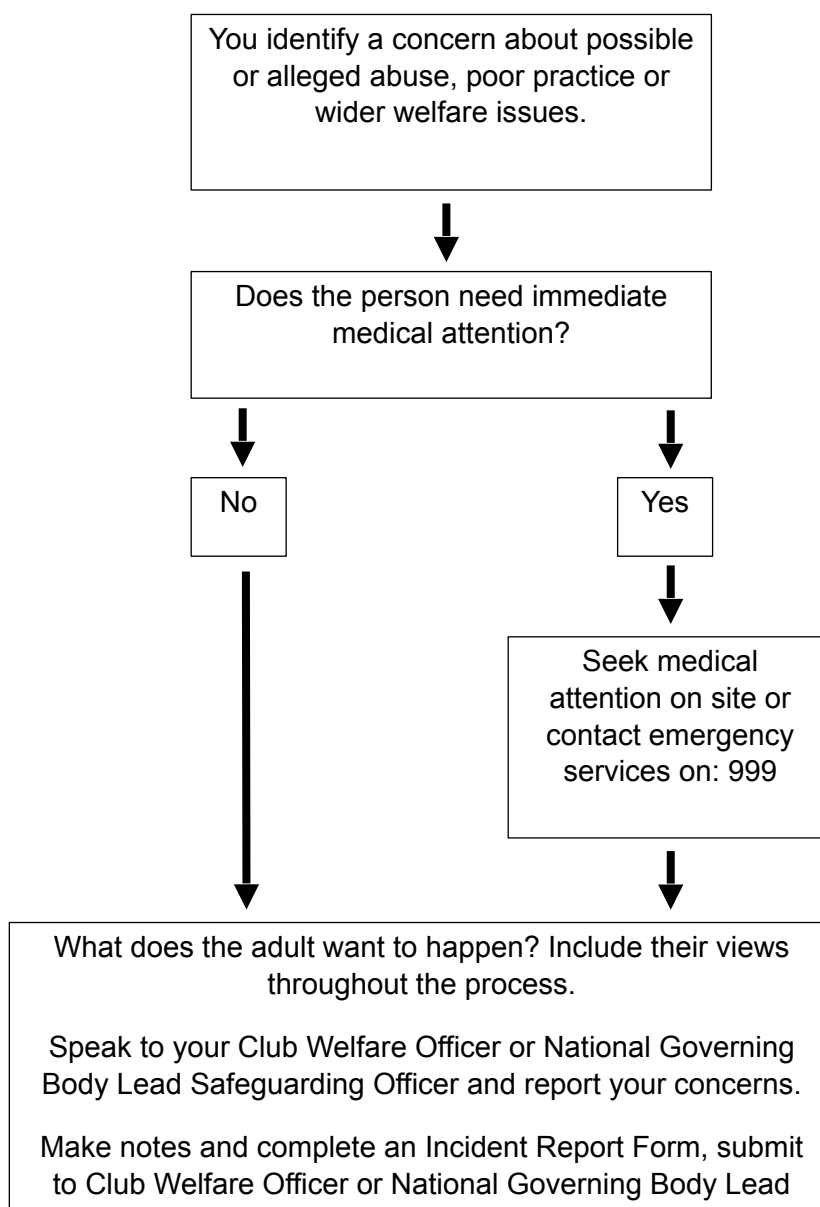 You identify a concern about possible
or alleged abuse, poor practice or
wider welfare issues.
Does the person need immediate
medical attention?
No
Yes
Seek medical
attention on site or
contact emergency
services on: 999
What does the adult want to happen? Include their views
throughout the process.
Speak to your Club Welfare Officer or National Governing
Body Lead Safeguarding Officer and report your concerns.
Make notes and complete an Incident Report Form, submit
to Club Welfare Officer or National Governing Body Lead